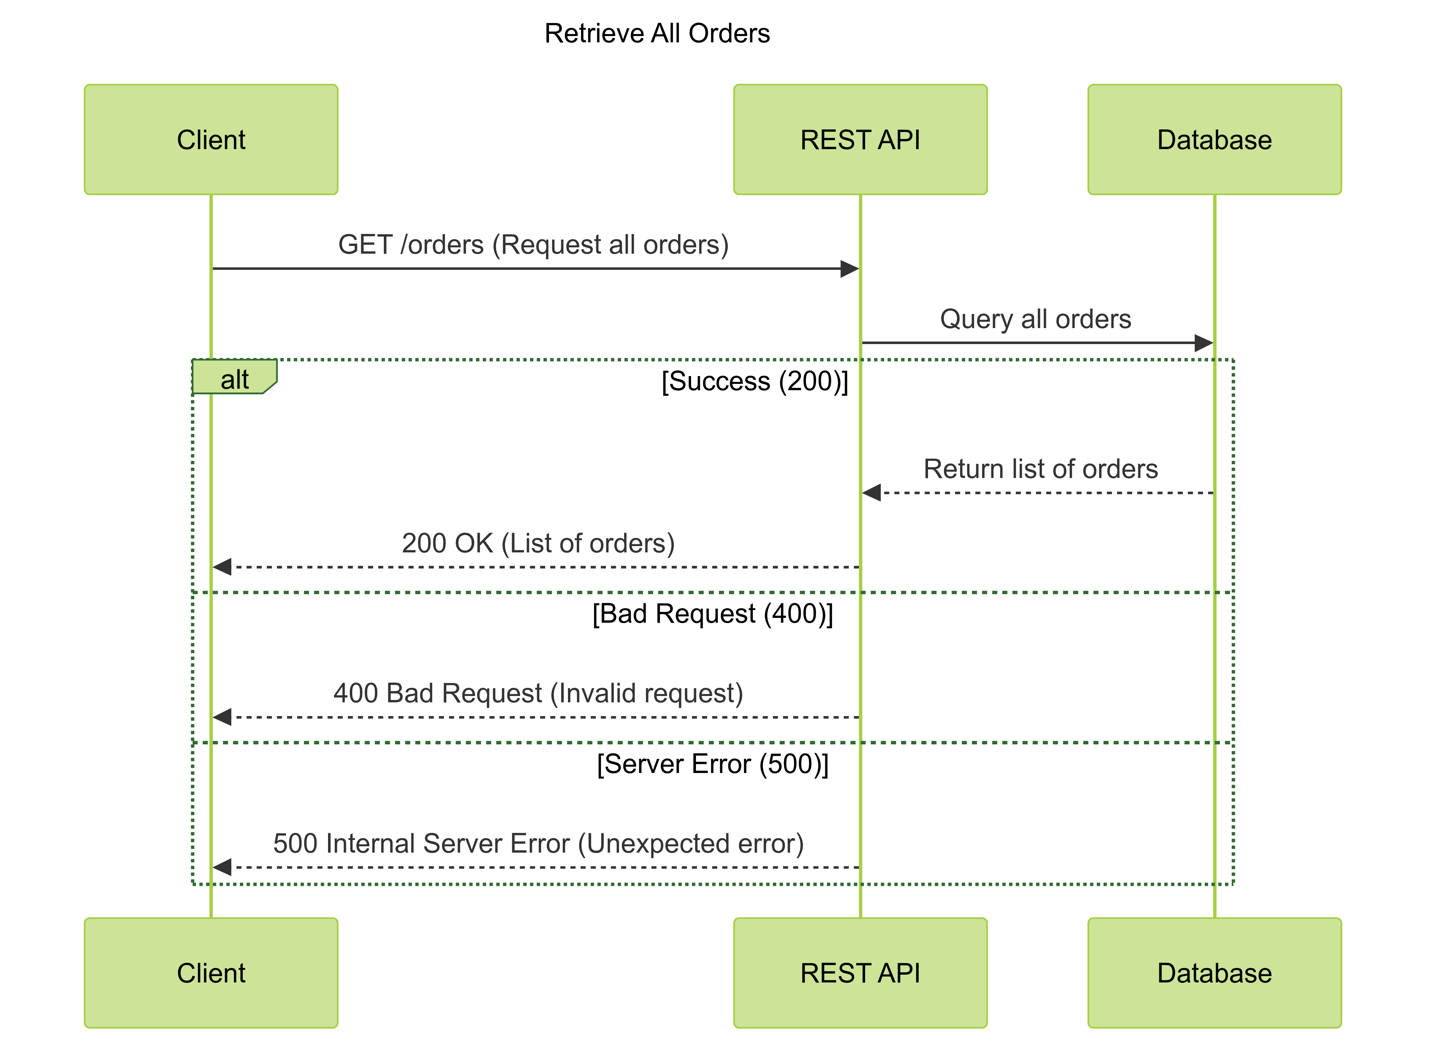 Retrieve All Orders
Client
REST API
Database
GET /orders (Request all orders)
Query all orders
alt
[Success (200)]
Return list of orders
200 OK (List of orders)
[Bad Request (400)]
400 Bad Request (Invalid request)
[Server Error (500)]
500 Internal Server Error (Unexpected error)
Client
REST API
Database